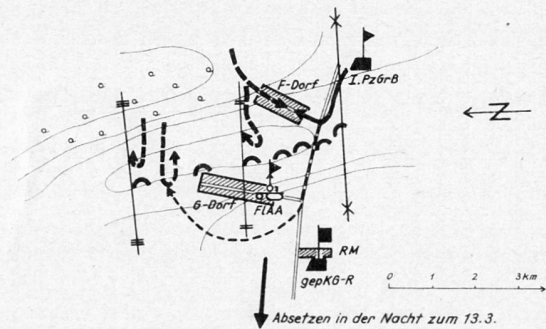 F-Dorf
I.PzGrB
N
G-Dorf
FlAA
RM
gepKG-R
0 1 2 3km
Absetzen in der Nacht zum 13.3.